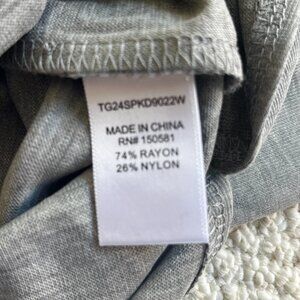 TG24SPKD9022W
MADE IN CHINA
RN# 150581
74% RAYON
26% NYLON